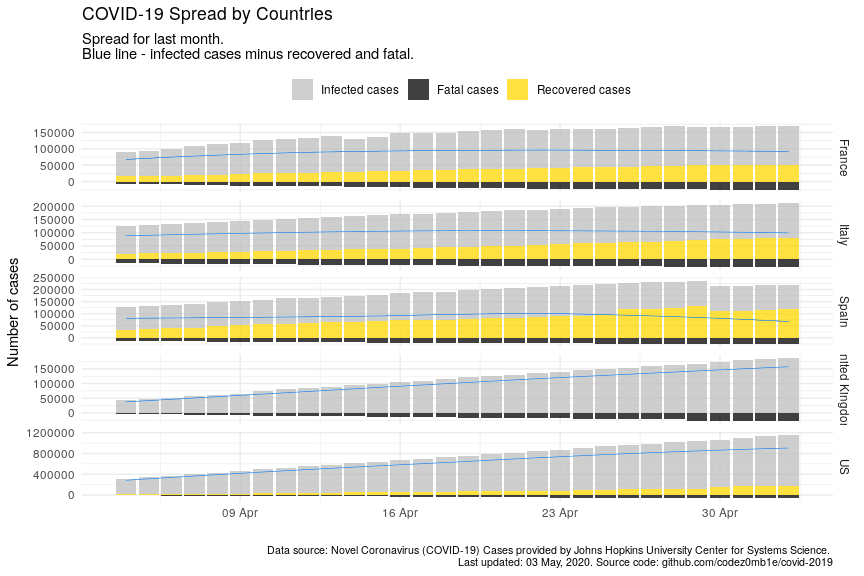 COVID-19 Spread by Countries
Spread for last month.
Blue line - infected cases minus recovered and fatal.
Infected cases Fatal cases Recovered cases
Number of cases
150000
100000
50000
0
France
200000
150000
100000
50000
0
Italy
250000
200000
150000
100000
50000
0
Spain
150000
100000
50000
0
nited Kingdor
1200000
800000
400000
0
US
09 Apr 16 Apr 23 Apr 30 Apr
Data source: Novel Coronavirus (COVID-19) Cases provided by Johns Hopkins University Center for Systems Science.
Last updated: 03 May, 2020. Source code: github.com/codez0mb1e/covid-2019